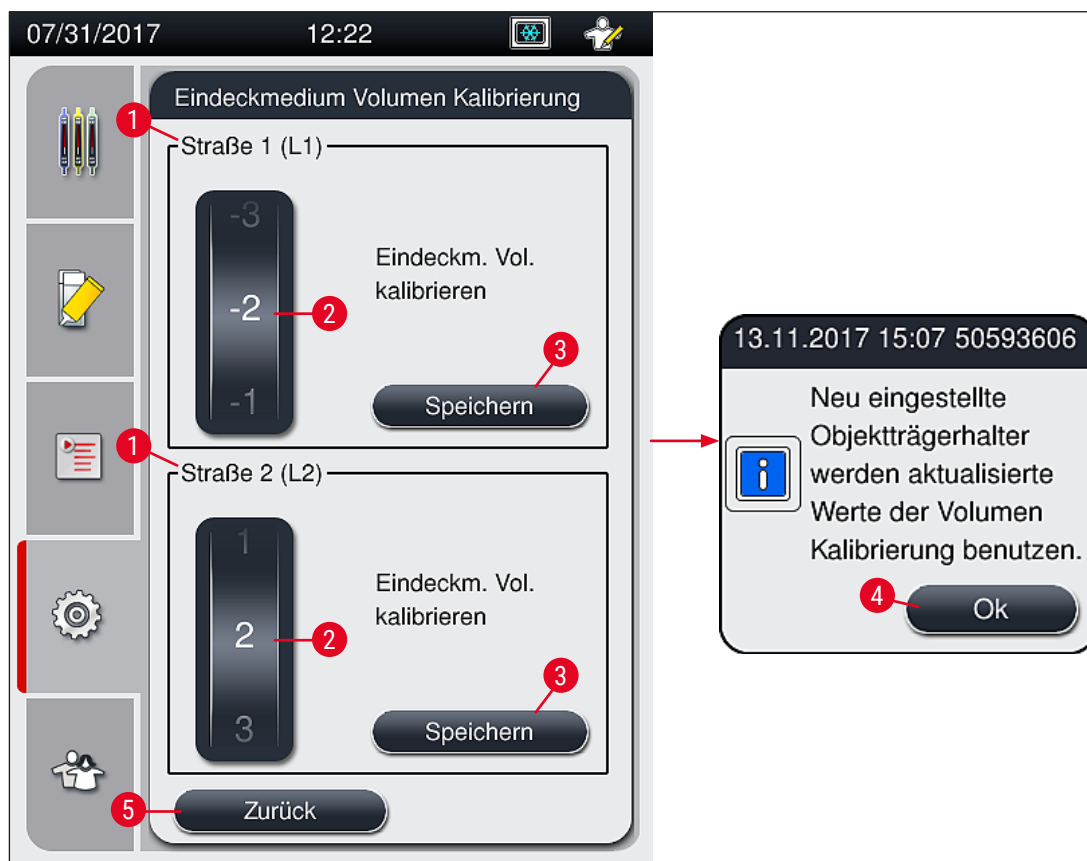 07/31/2017 12:22
Eindeckmedium Volumen Kalibrierung
1
Straße 1 (L1)
-3
-2
-1
2
Eindeckm. Vol.
kalibrieren
3
Speichern
1
Straße 2 (L2)
1
2
3
2
Eindeckm. Vol.
kalibrieren
3
Speichern
5
Zurück
13.11.2017 15:07 50593606
i
Neu eingestellte
Objektträgerhalter
werden aktualisierte
Werte der Volumen
Kalibrierung benutzen.
4
Ok